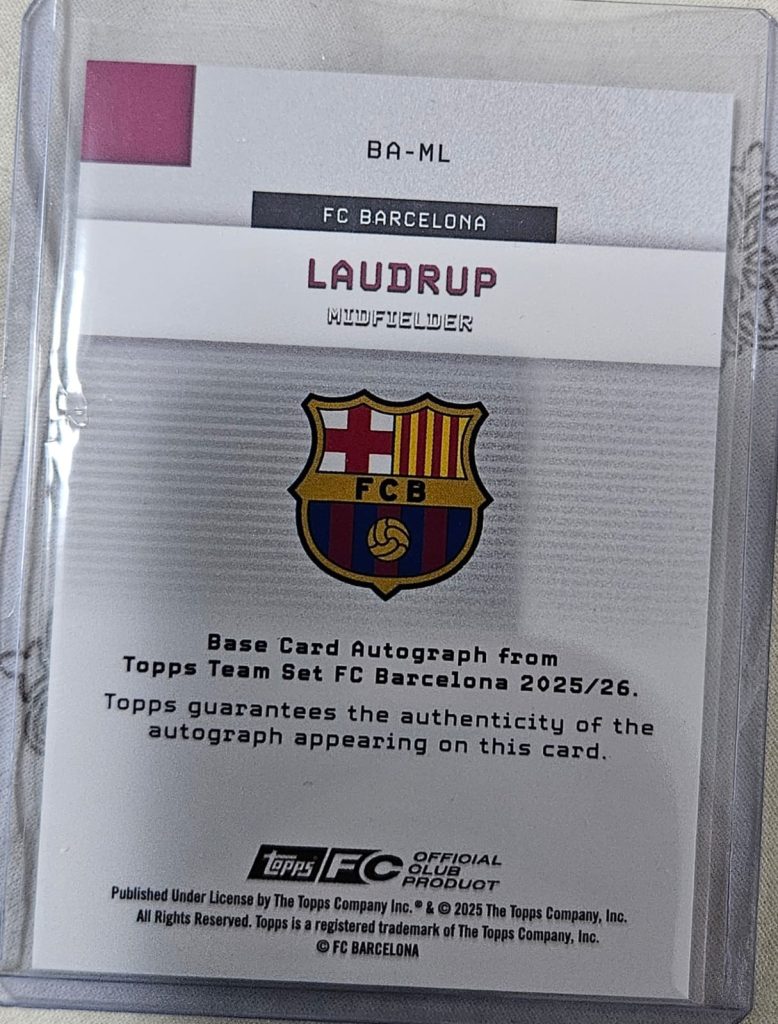 BA-ML
FC BARCELONA
LAUDRUP
MIDFIELDER
FCB
Base Card Autograph from
Topps Team Set FC Barcelona 2025/26.
Topps guarantees the authenticity of the
autograph appearing on this card.
topps FC OFFICIAL
CLUB
PRODUCT
Published Under License by The Topps Company Inc.® & © 2025 The Topps Company, Inc.
All Rights Reserved. Topps is a registered trademark of The Topps Company, Inc.
© FC BARCELONA